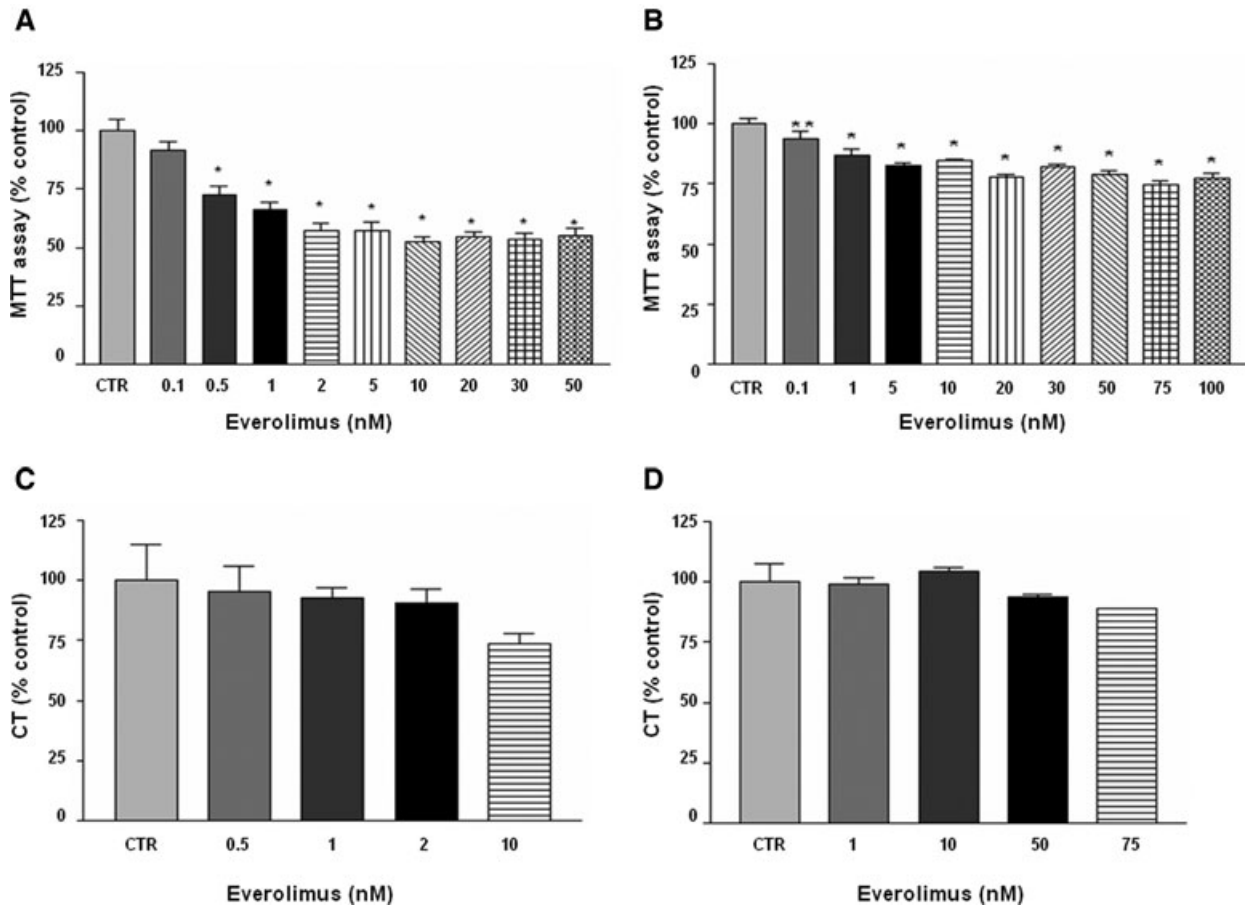 A
MTT assay (% control)
125
100
75
50
25
0
*
*
*
*
*
*
*
*
CTR 0.1 0.5 1 2 5 10 20 30 50
Everolimus (nM)
B
MTT assay (% control)
125
100
75
50
25
0
**
*
*
*
*
*
*
*
*
CTR 0.1 1 5 10 20 30 50 75 100
Everolimus (nM)
C
CT (% control)
125
100
75
50
25
0
CTR 0.5 1 2 10
Everolimus (nM)
D
CT (% control)
125
100
75
50
25
0
CTR 1 10 50 75
Everolimus (nM)